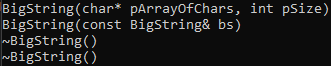 BigString(char* pArrayOfChars, int pSize)
BigString(const BigString& bs)
~BigString()
~BigString()